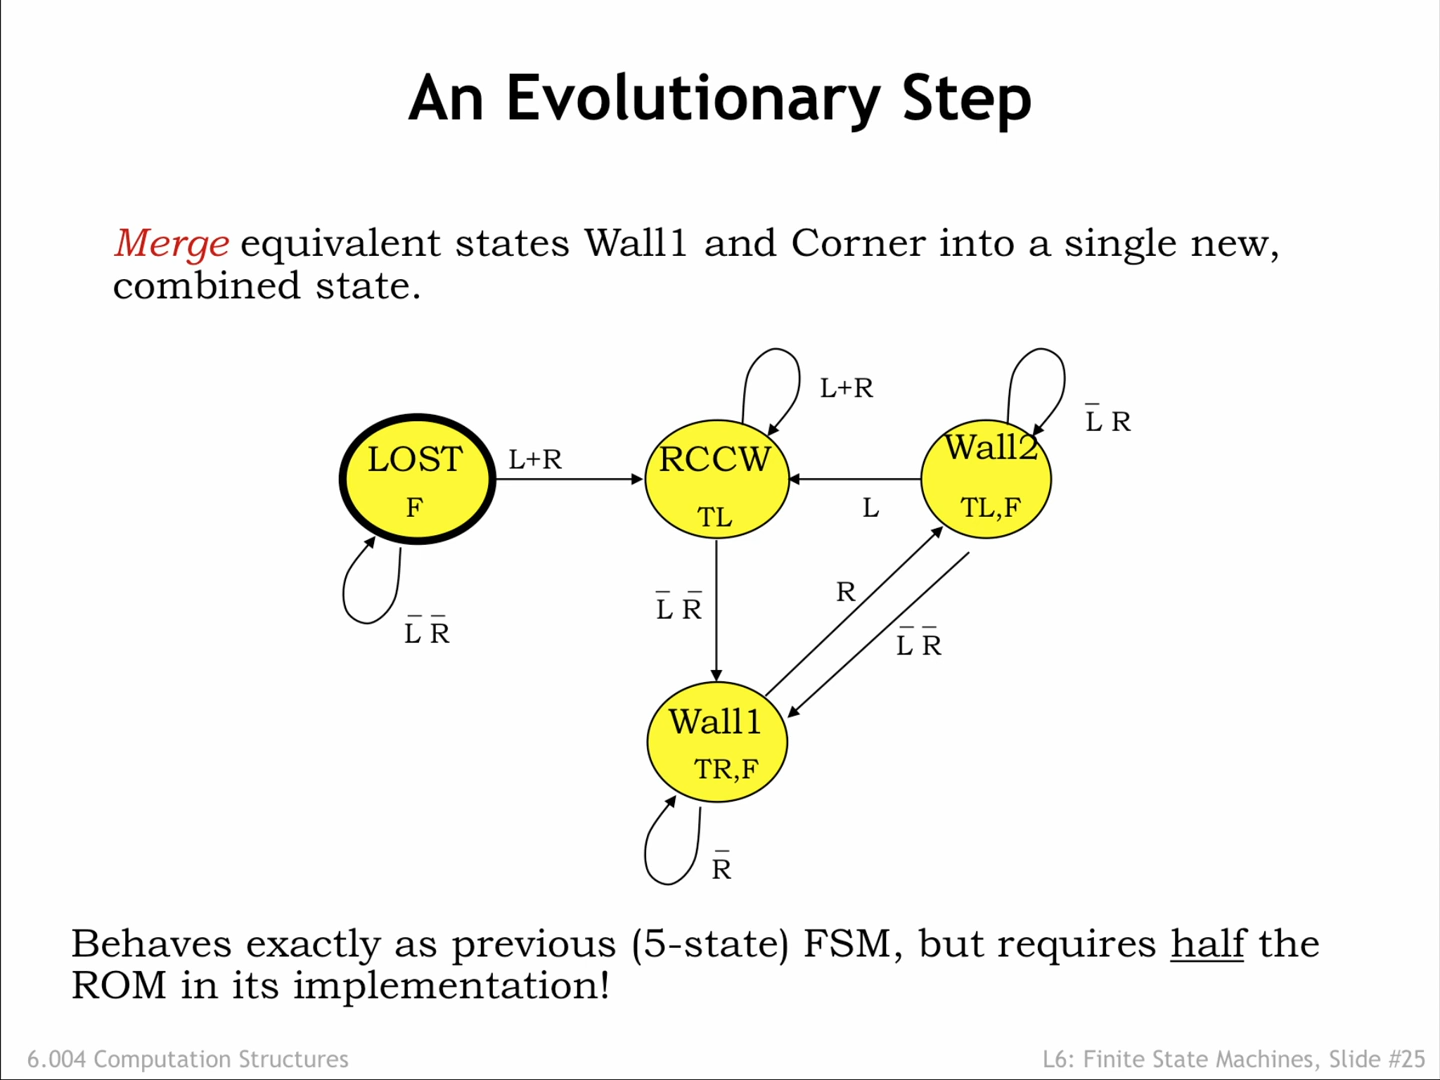 An Evolutionary Step
Merge equivalent states Wall1 and Corner into a single new,
combined state.
L+R
L̅ R
LOST
F
L+R
RCCW
TL
L
Wall2
TL,F
L̅ R̅
L̅ R̅
R
L̅ R̅
Wall1
TR,F
R̅
Behaves exactly as previous (5-state) FSM, but requires half the
ROM in its implementation!
6.004 Computation Structures
L6: Finite State Machines, Slide #25